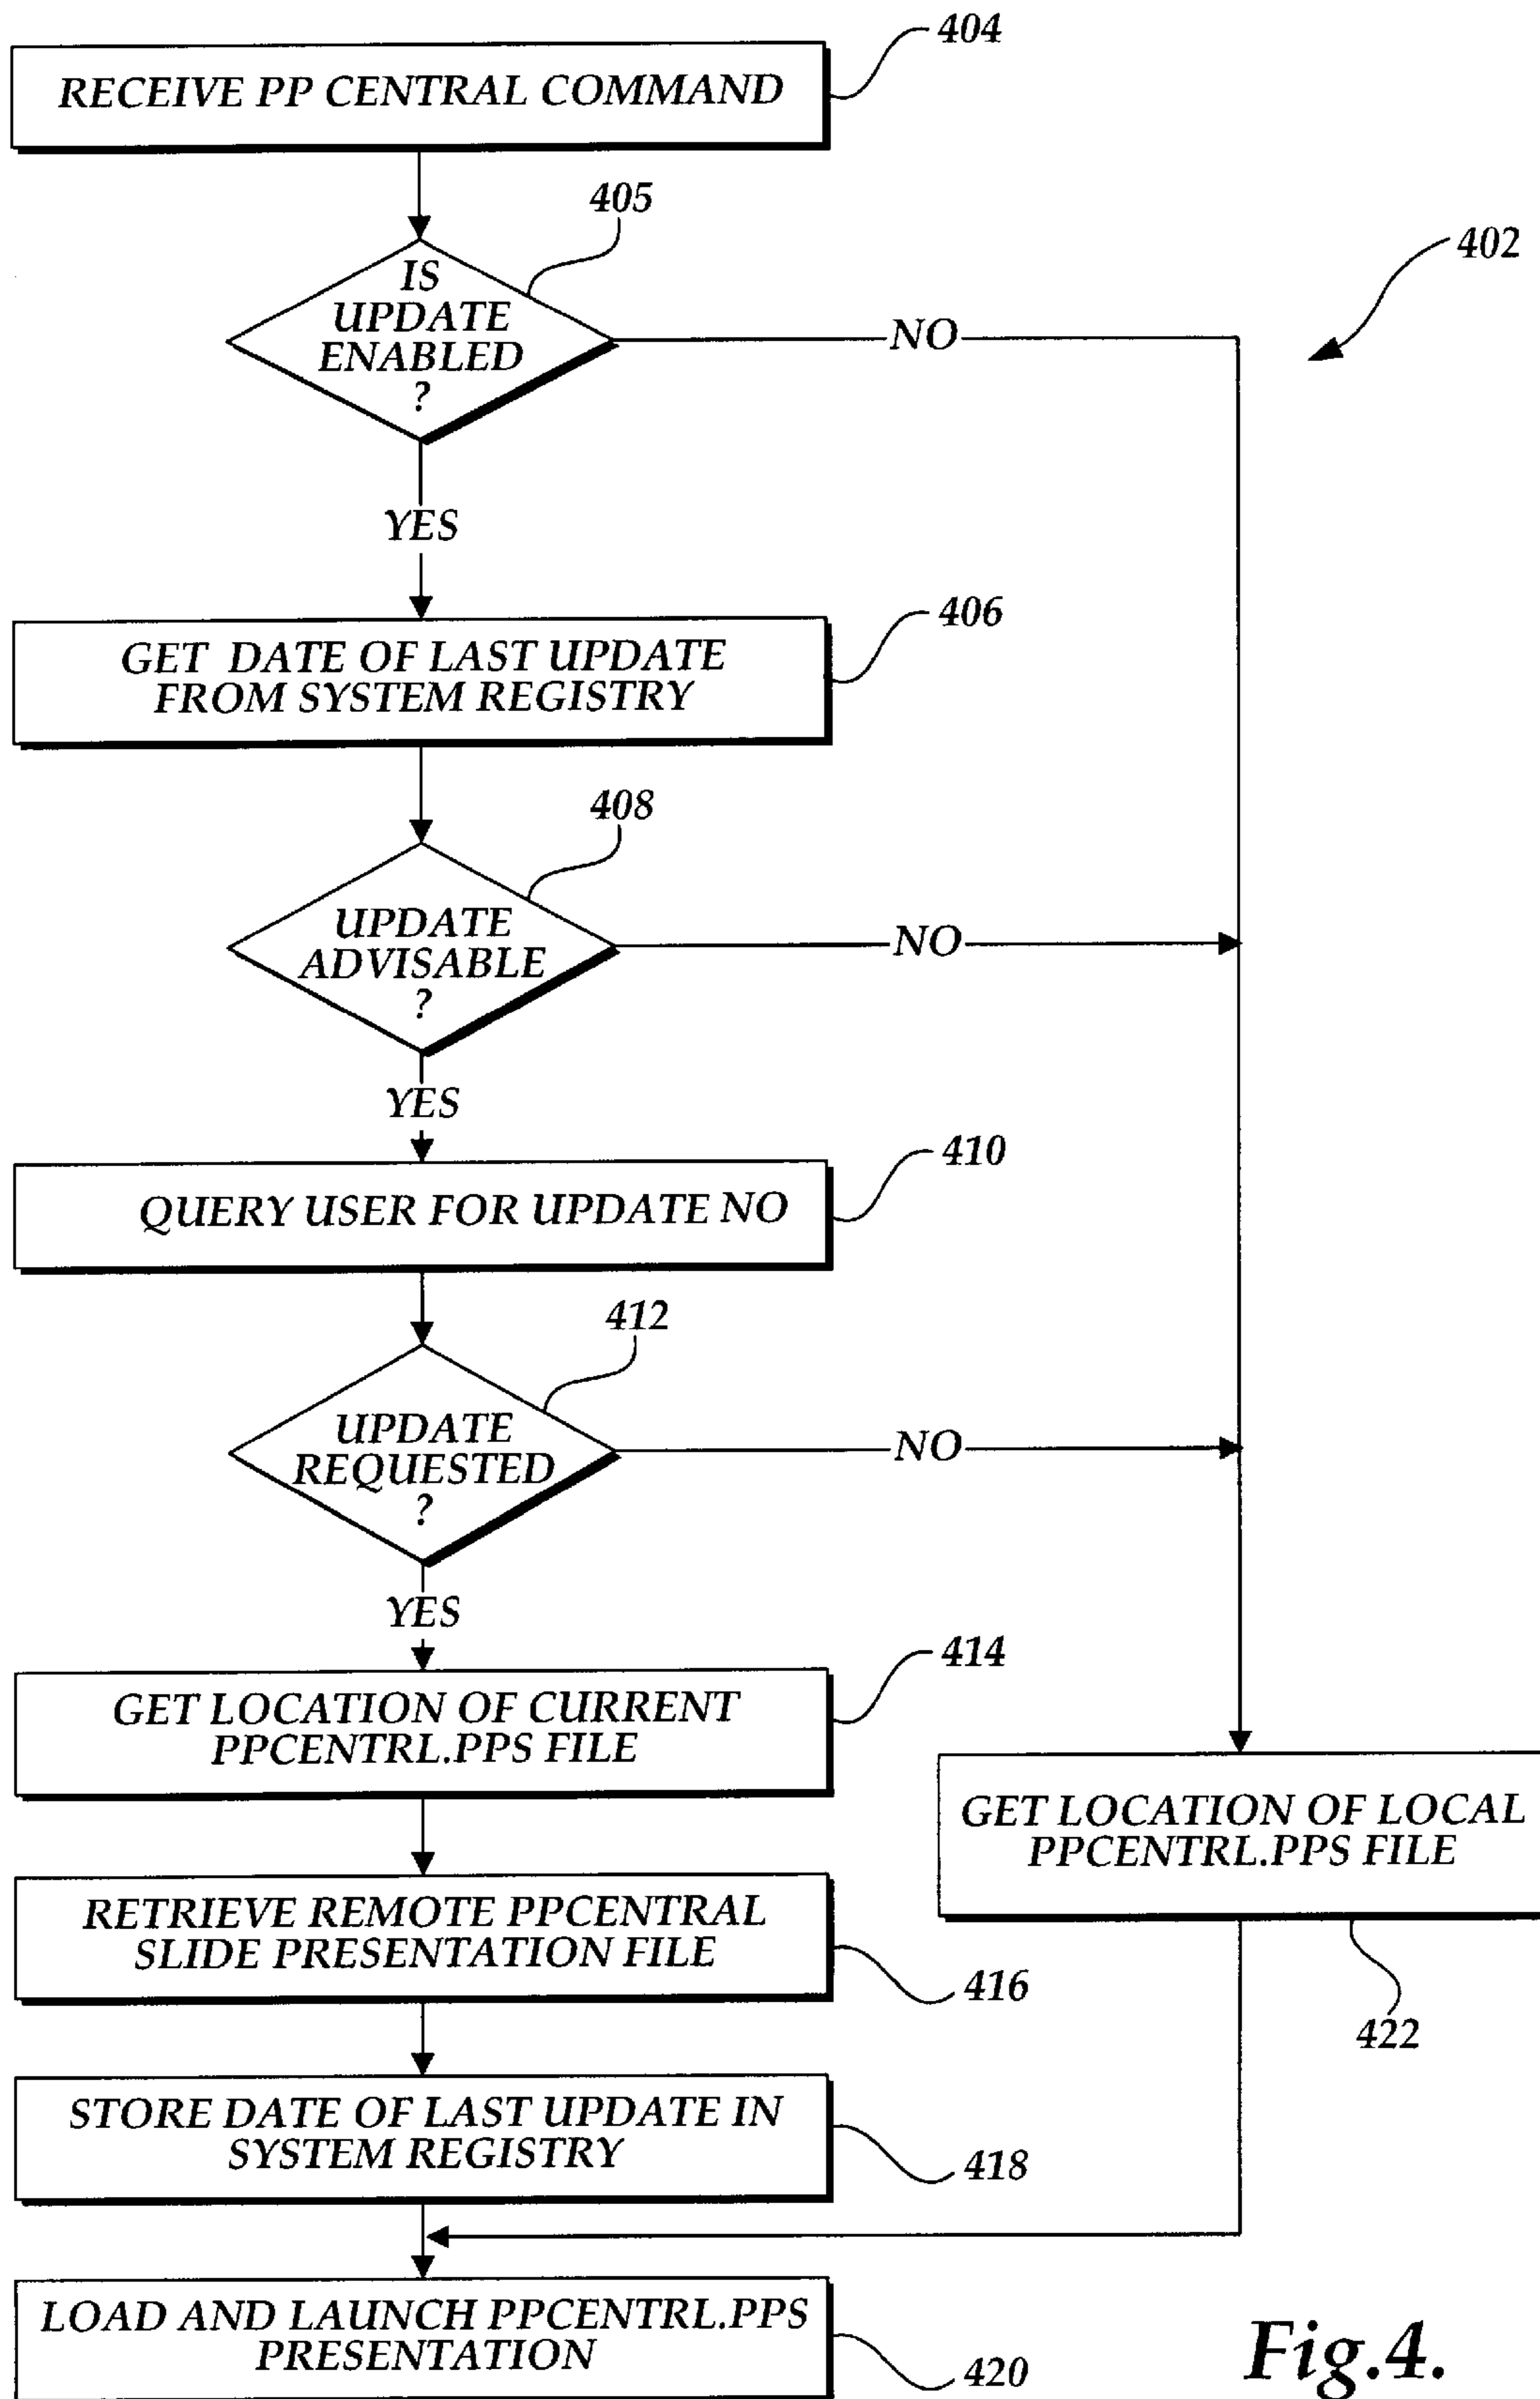 404
RECEIVE PP CENTRAL COMMAND
405
402
IS
UPDATE
ENABLED
?
NO
YES
406
GET DATE OF LAST UPDATE
FROM SYSTEM REGISTRY
408
UPDATE
ADVISABLE
?
NO
YES
410
QUERY USER FOR UPDATE NO
412
UPDATE
REQUESTED
?
NO
YES
414
GET LOCATION OF CURRENT
PPCENTRL.PPS FILE
GET LOCATION OF LOCAL
PPCENTRL.PPS FILE
422
RETRIEVE REMOTE PPCENTRAL
SLIDE PRESENTATION FILE
416
STORE DATE OF LAST UPDATE IN
SYSTEM REGISTRY
418
LOAD AND LAUNCH PPCENTRL.PPS
PRESENTATION
420
Fig.4.